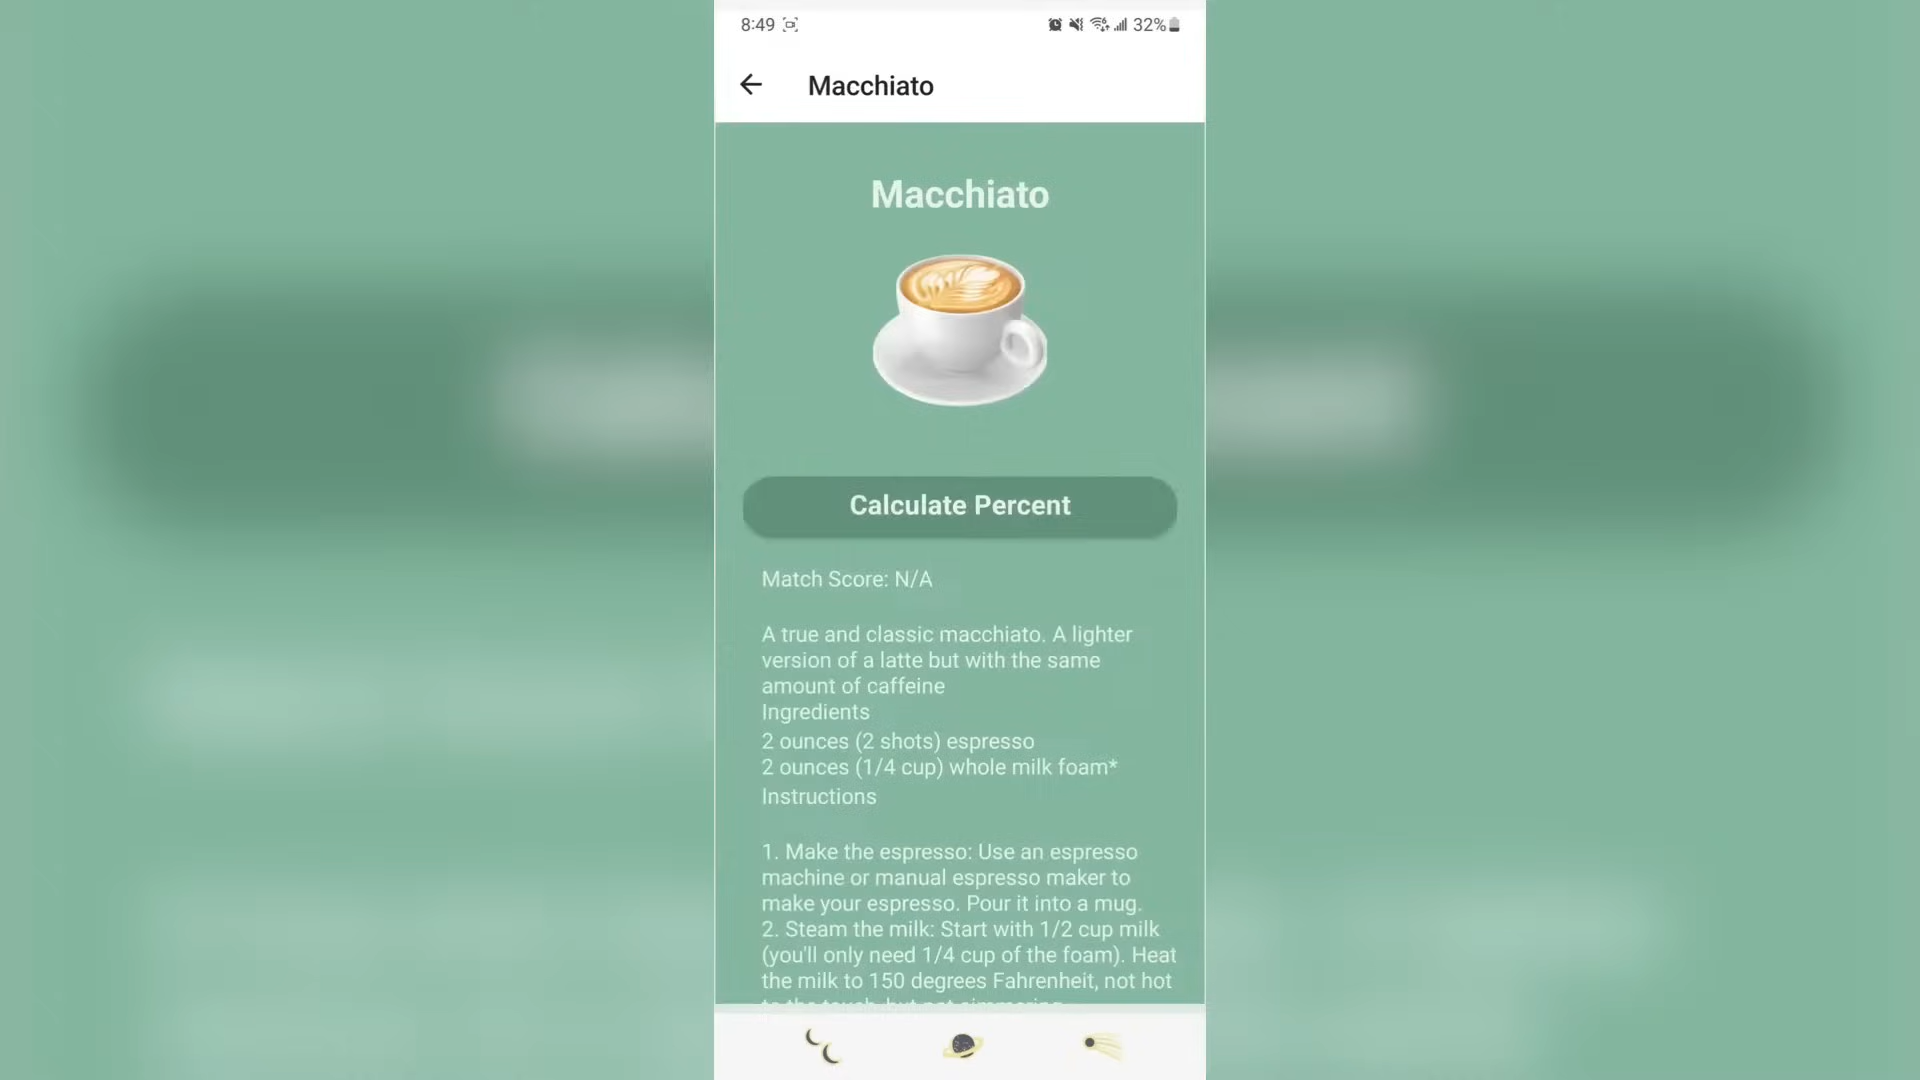 8:49 32%
Macchiato
Macchiato
Calculate Percent
Match Score: N/A
A true and classic macchiato. A lighter
version of a latte but with the same
amount of caffeine
Ingredients
2 ounces (2 shots) espresso
2 ounces (1/4 cup) whole milk foam*
Instructions
1. Make the espresso: Use an espresso
machine or manual espresso maker to
make your espresso. Pour it into a mug.
2. Steam the milk: Start with 1/2 cup milk
(you'll only need 1/4 cup of the foam). Heat
the milk to 150 degrees Fahrenheit, not hot